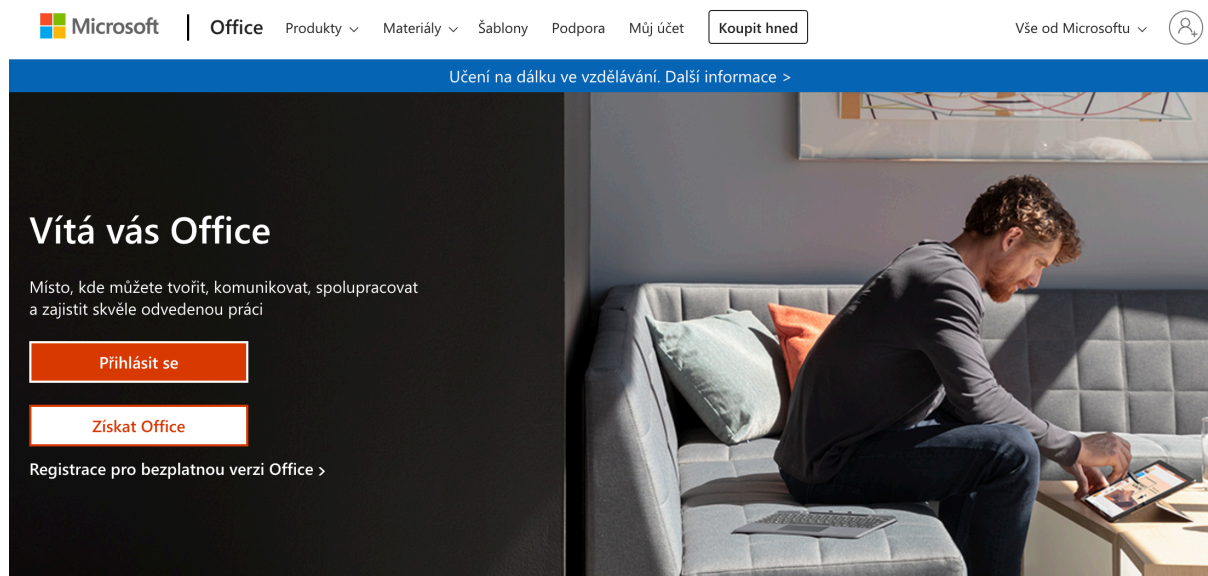 Microsoft
Office
Produkty
Materiály
Šablony
Podpora
Můj účet
Koupit hned
Vše od Microsoftu
Učení na dálku ve vzdělávání. Další informace >
Vítá vás Office
Místo, kde můžete tvořit, komunikovat, spolupracovat
a zajistit skvěle odvedenou práci
Přihlásit se
Získat Office
Registrace pro bezplatnou verzi Office >